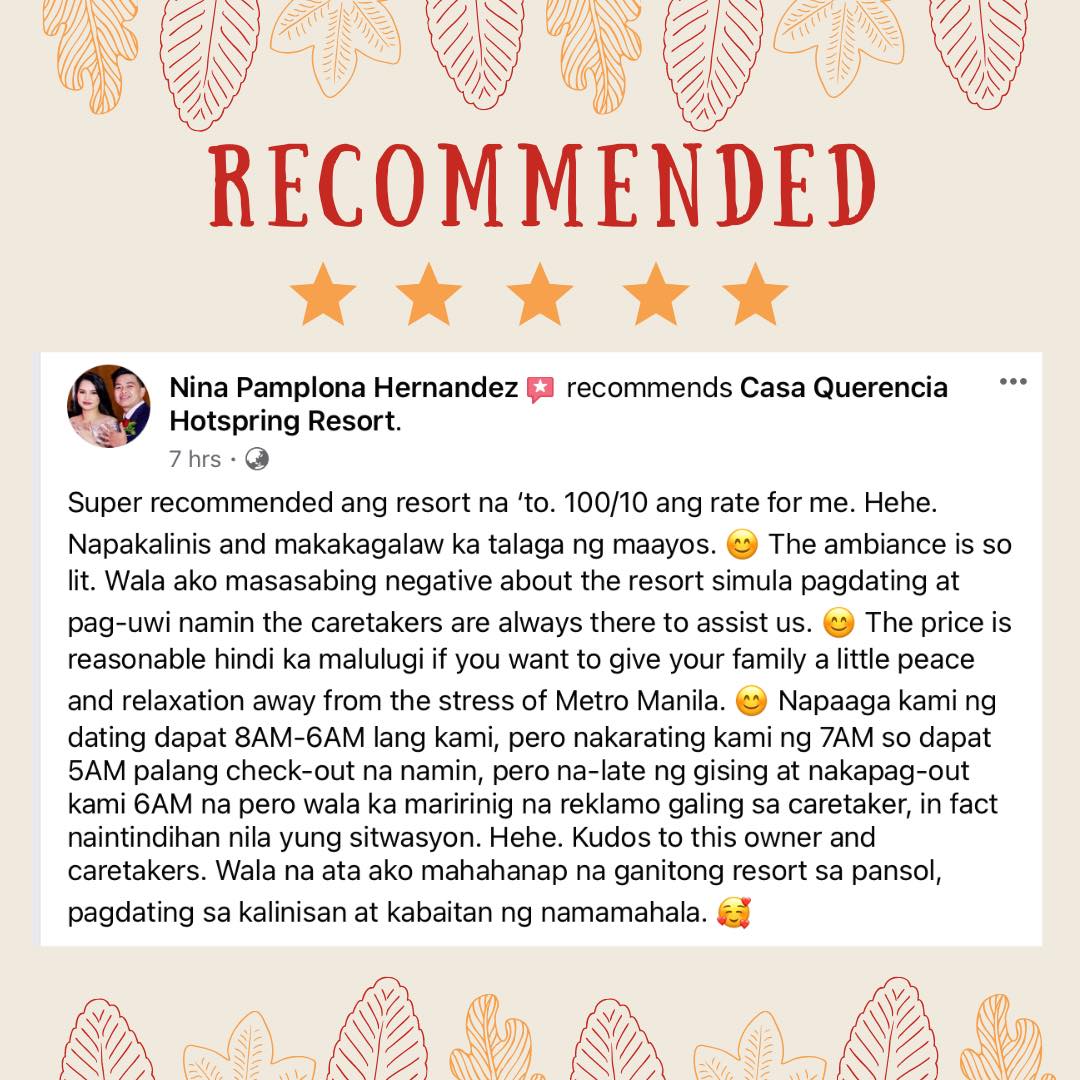 RECOMMENDED
Nina Pamplona Hernandez recommends Casa Querencia
Hotspring Resort.
7 hrs ·
Super recommended ang resort na ‘to. 100/10 ang rate for me. Hehe.
Napakalinis and makakagalaw ka talaga ng maayos. 😊 The ambiance is so
lit. Wala ako masasabing negative about the resort simula pagdating at
pag-uwi namin the caretakers are always there to assist us. 😊 The price is
reasonable hindi ka malulugi if you want to give your family a little peace
and relaxation away from the stress of Metro Manila. 😊 Napaaga kami ng
dating dapat 8AM-6AM lang kami, pero nakarating kami ng 7AM so dapat
5AM palang check-out na namin, pero na-late ng gising at nakapag-out
kami 6AM na pero wala ka maririnig na reklamo galing sa caretaker, in fact
naintindihan nila yung sitwasyon. Hehe. Kudos to this owner and
caretakers. Wala na ata ako mahahanap na ganitong resort sa pansol,
pagdating sa kalinisan at kabaitan ng namamahala. 🥰